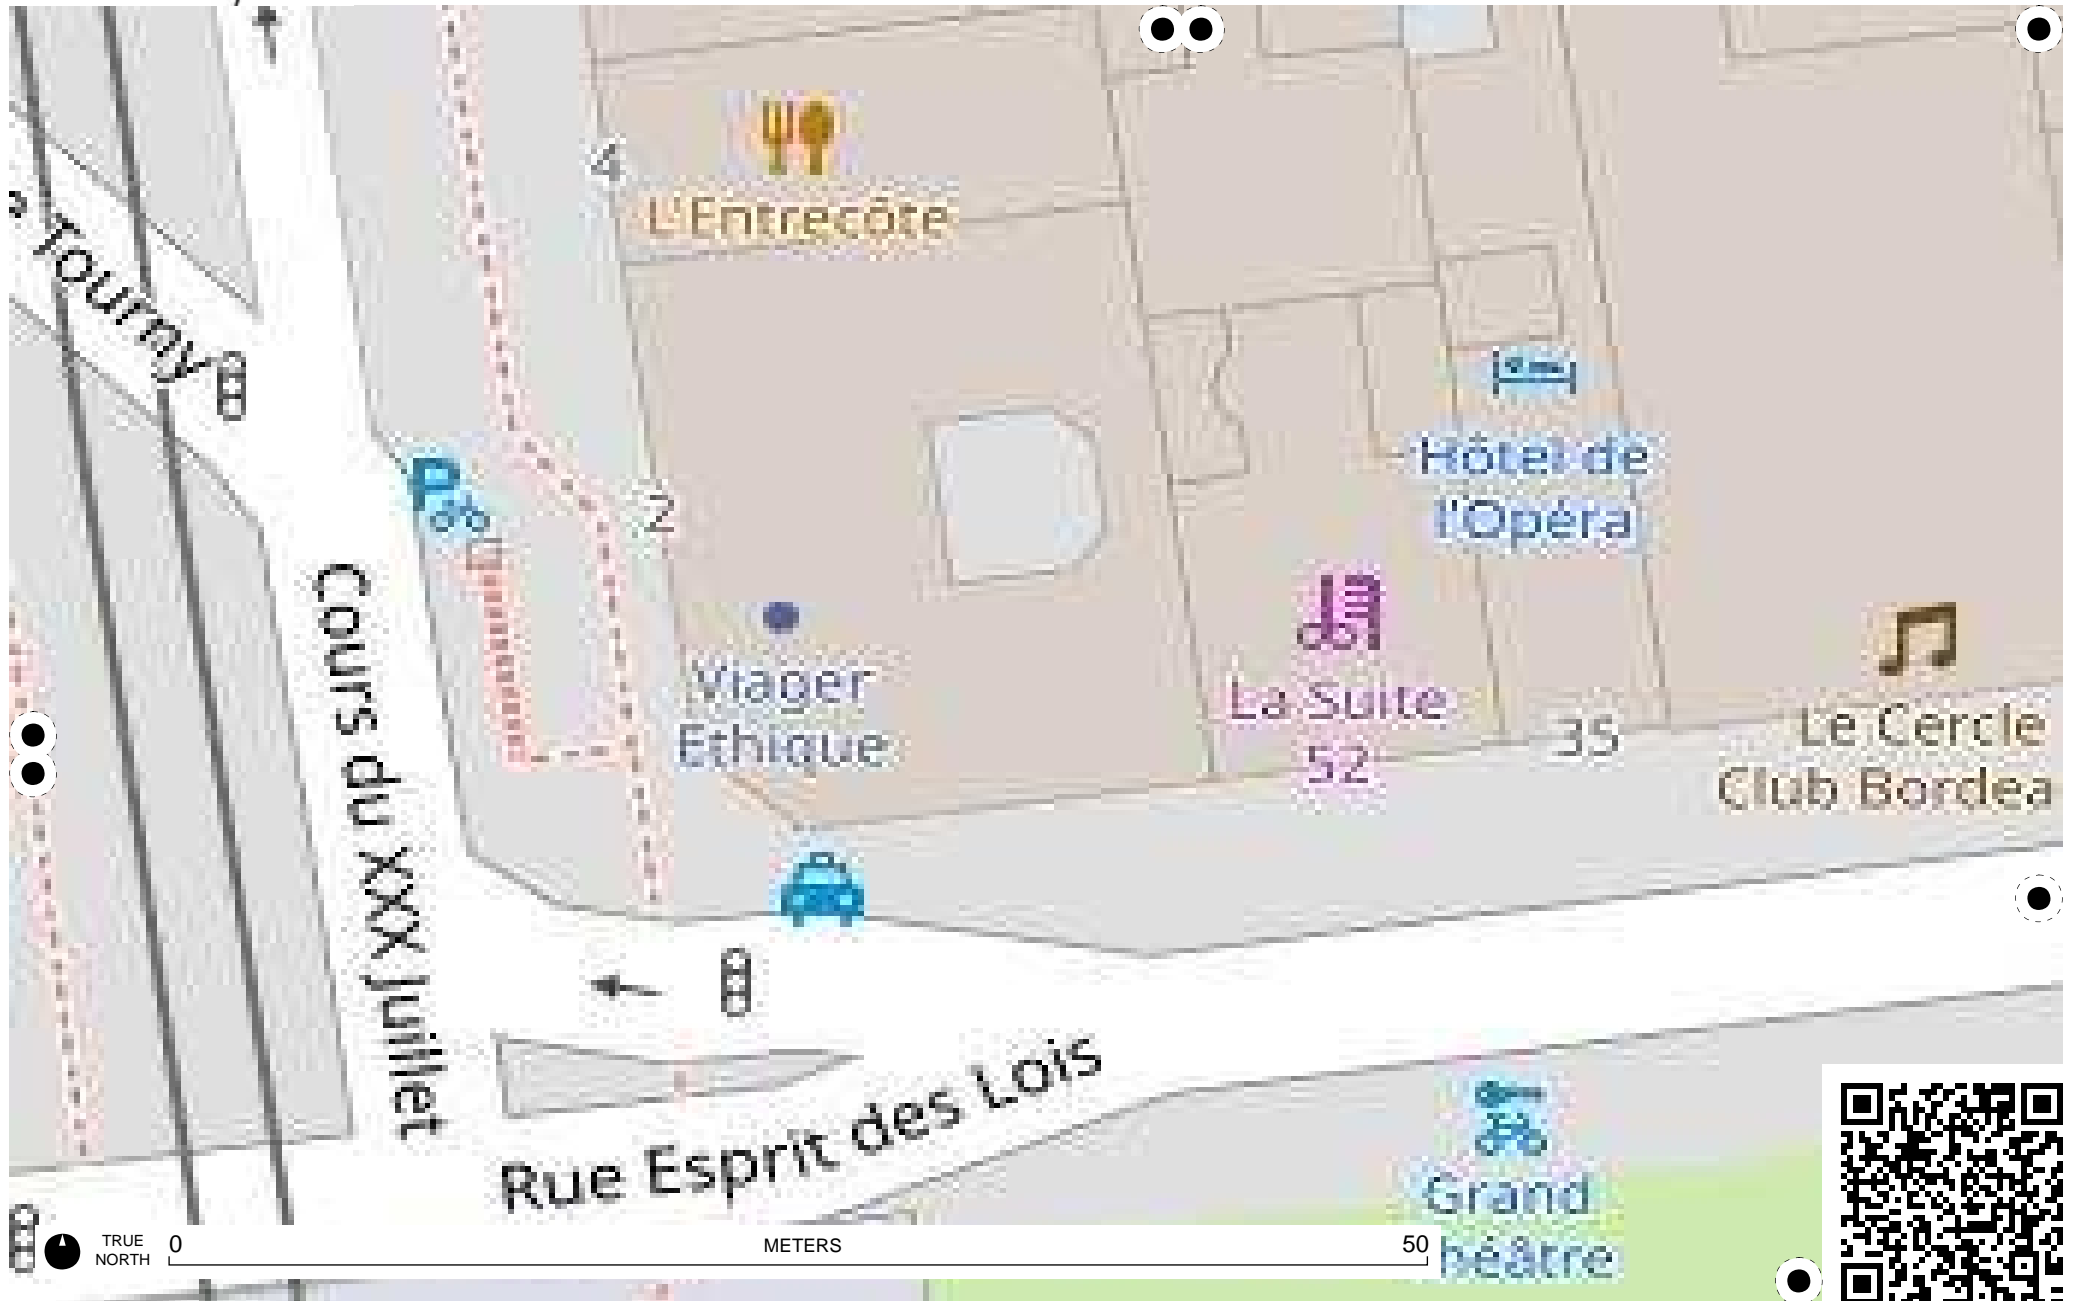 4
L'Entrecôte
Tourny
Hôtel de
l'Opéra
2
Viager
Ethique
La Suite
52
35
Le Cercle
Club Bordea
Cours du XXX Juillet
Rue Esprit des Lois
Grand
héâtre
TRUE
NORTH
0
METERS
50